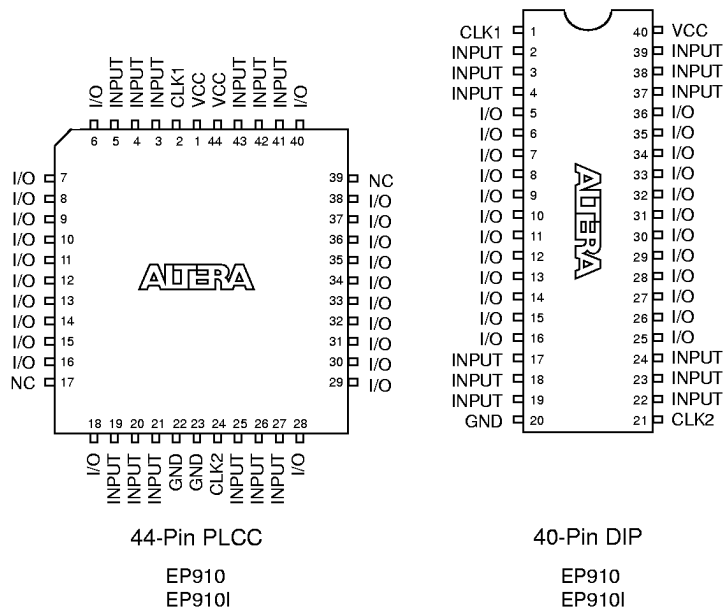 I/O INPUT INPUT INPUT CLK1 VCC VCC INPUT INPUT INPUT I/O
6 5 4 3 2 1 44 43 42 41 40
I/O 7 39 NC
I/O 8 38 I/O
I/O 9 37 I/O
I/O 10 36 I/O
I/O 11 35 I/O
I/O 12 34 I/O
ALTERA
I/O 13 33 I/O
I/O 14 32 I/O
I/O 15 31 I/O
I/O 16 30 I/O
NC 17 29 I/O
18 19 20 21 22 23 24 25 26 27 28
I/O INPUT INPUT INPUT GND GND CLK2 INPUT INPUT INPUT I/O
44-Pin PLCC
EP910
EP910I
CLK1 1 40 VCC
INPUT 2 39 INPUT
INPUT 3 38 INPUT
INPUT 4 37 INPUT
I/O 5 36 I/O
I/O 6 35 I/O
I/O 7 34 I/O
I/O 8 33 I/O
I/O 9 32 I/O
I/O 10 31 I/O
ALTERA
I/O 11 30 I/O
I/O 12 29 I/O
I/O 13 28 I/O
I/O 14 27 I/O
I/O 15 26 I/O
I/O 16 25 I/O
INPUT 17 24 INPUT
INPUT 18 23 INPUT
INPUT 19 22 INPUT
GND 20 21 CLK2
40-Pin DIP
EP910
EP910I